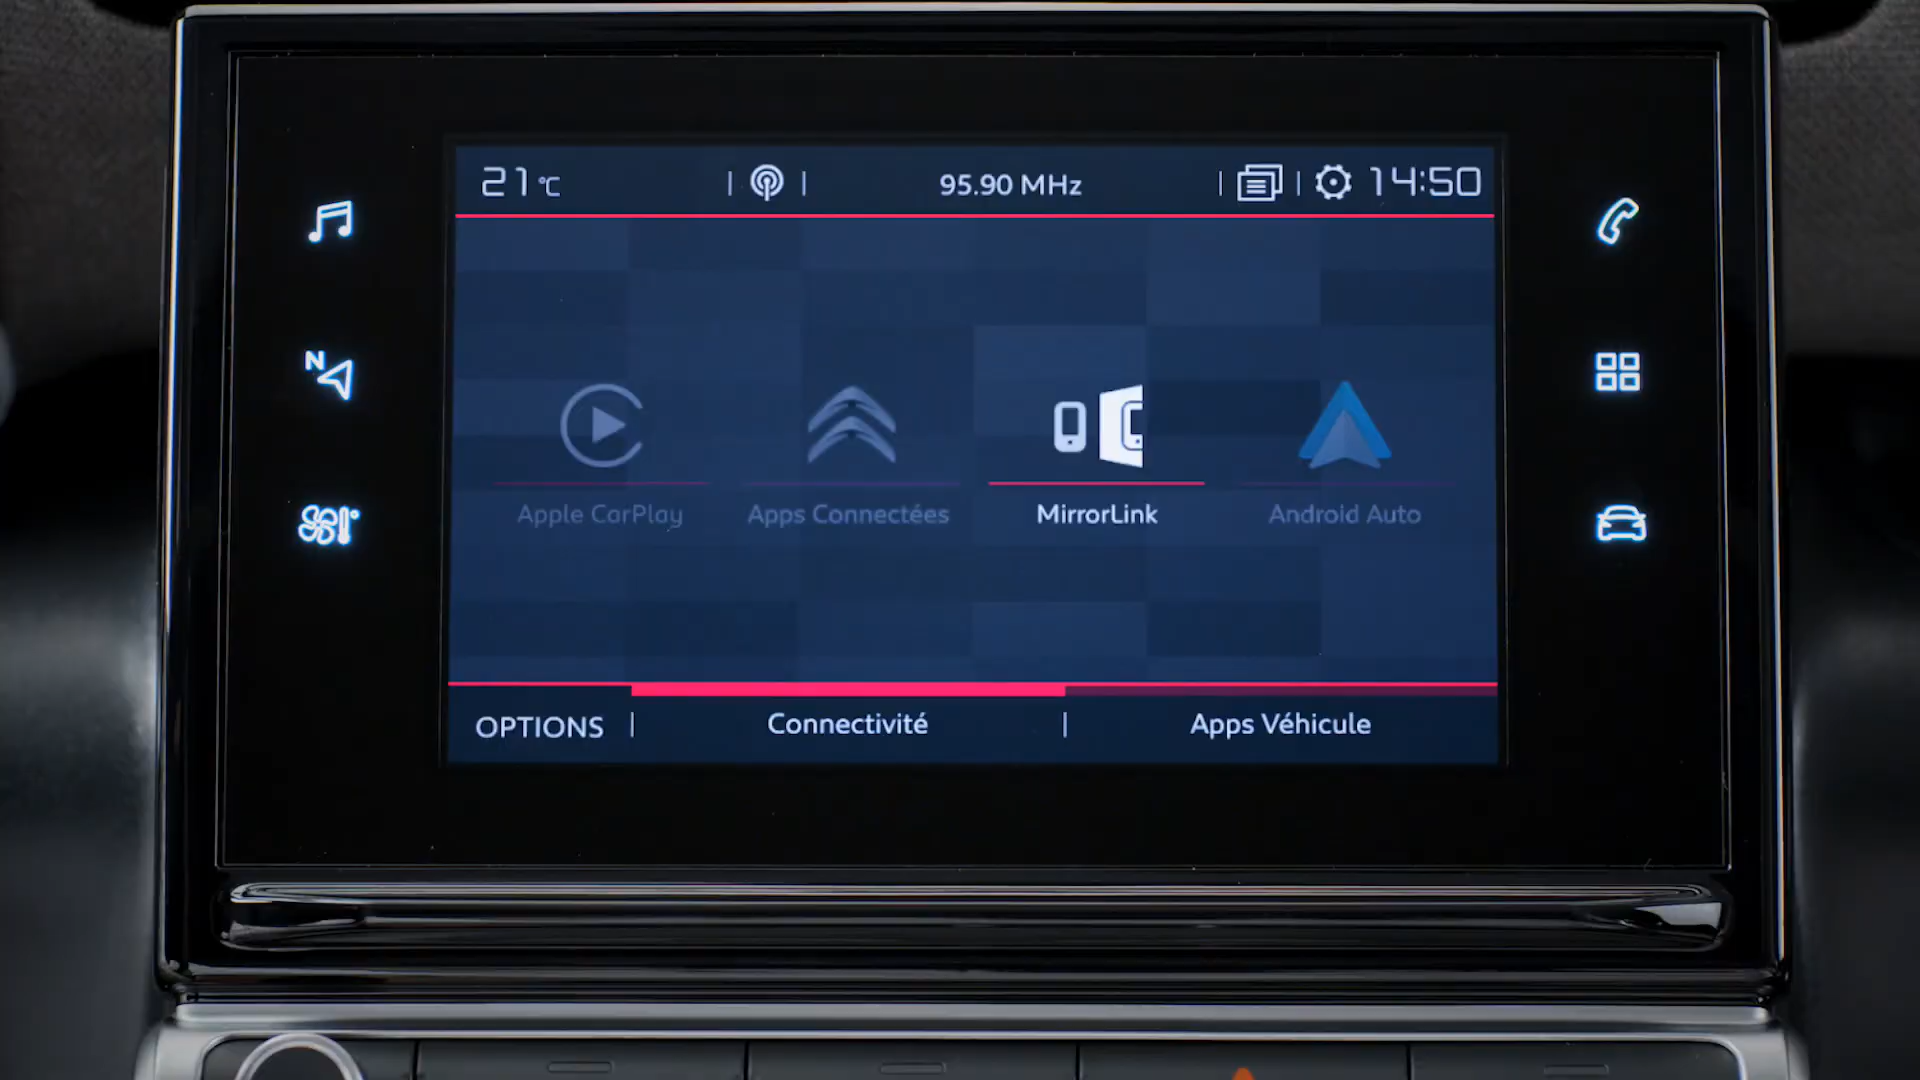 21 °C
95.90 MHz
14:50
N
Apple CarPlay
Apps Connectées
MirrorLink
Android Auto
OPTIONS
Connectivité
Apps Véhicule